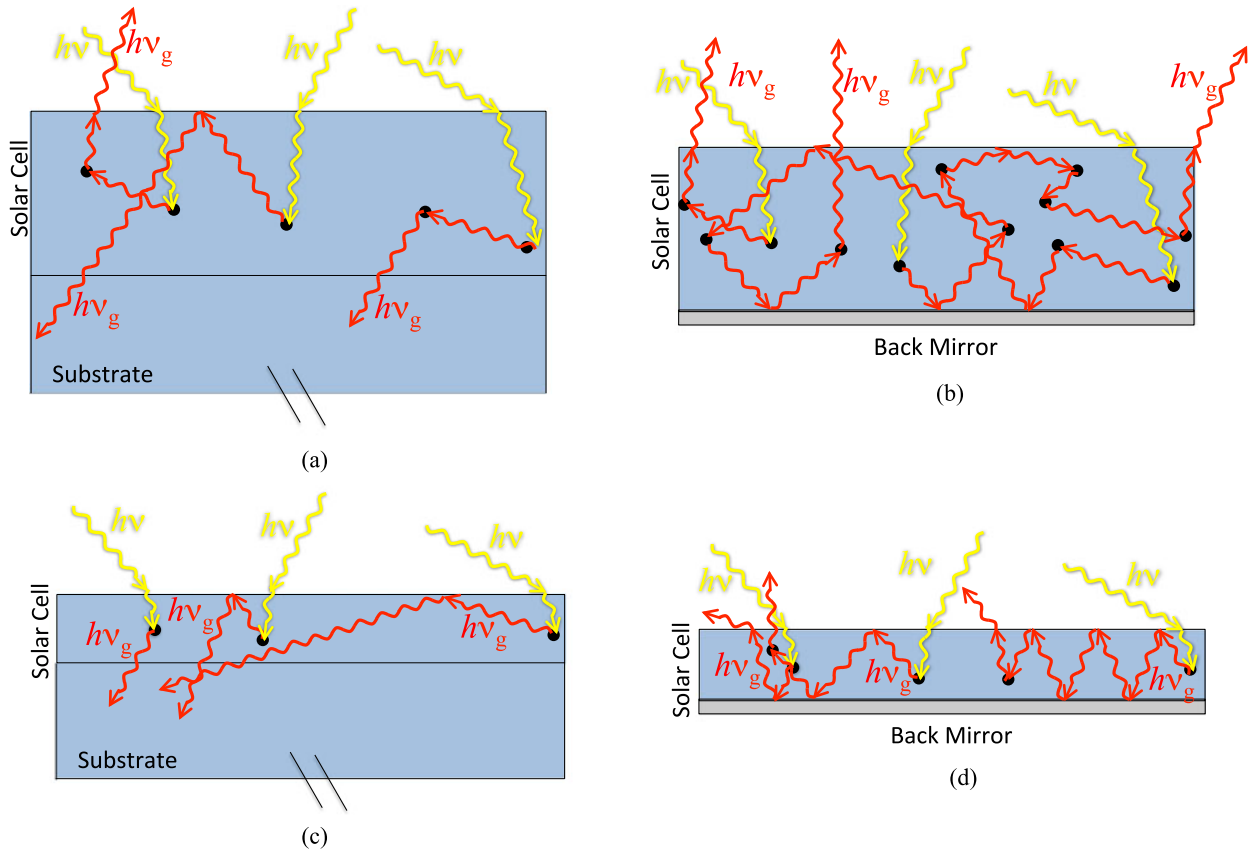 hν
hνg
hν
hν
Solar Cell
hνg
hνg
Substrate
(a)
hν
hνg
hνg
hν
hν
hνg
Solar Cell
Back Mirror
(b)
hν
hν
hν
Solar Cell
hνg
hνg
hνg
Substrate
(c)
hν
hν
hν
Solar Cell
hνg
hνg
hνg
Back Mirror
(d)